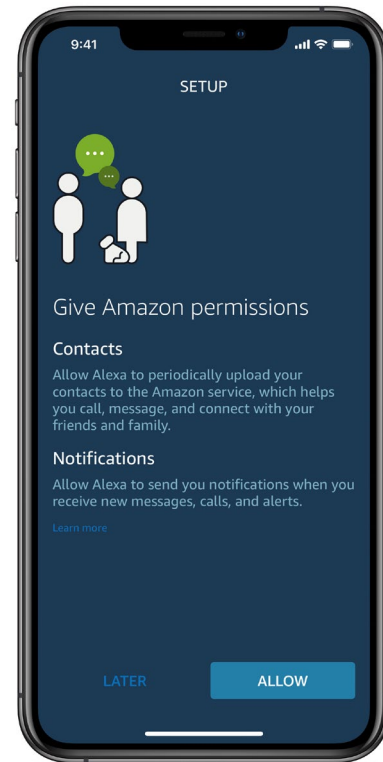 9:41
SETUP
Give Amazon permissions
Contacts
Allow Alexa to periodically upload your
contacts to the Amazon service, which helps
you call, message, and connect with your
friends and family.
Notifications
Allow Alexa to send you notifications when you
receive new messages, calls, and alerts.
Learn more
LATER
ALLOW